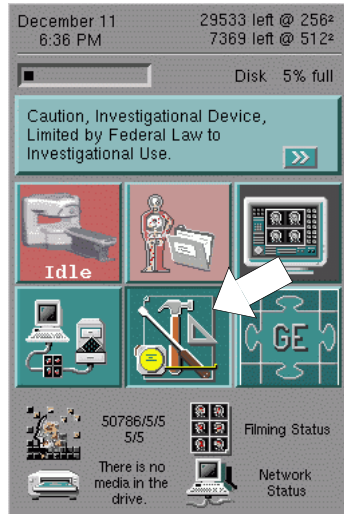 December 11
6:36 PM
29533 left @ 256²
7369 left @ 512²
Disk 5% full
Caution, Investigational Device,
Limited by Federal Law to
Investigational Use.
>>
Idle
GE
50786/5/5
5/5
Filming Status
There is no
media in the
drive.
Network
Status